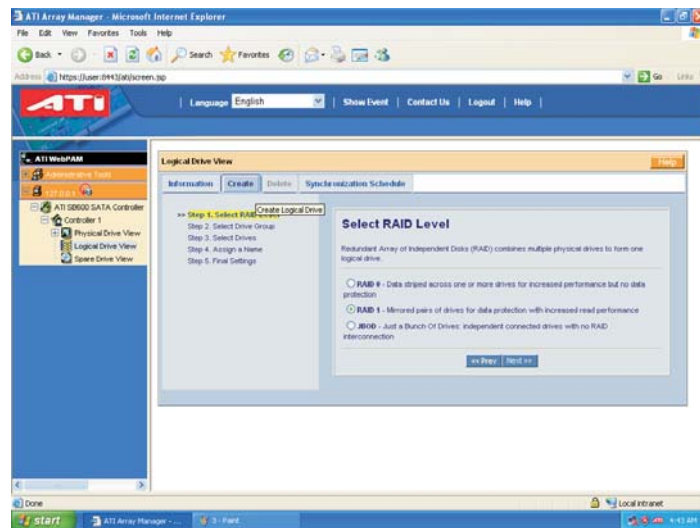 ATI Array Manager - Microsoft Internet Explorer
File Edit View Favorites Tools Help
Back Search Favorites
Address https://user:8443/ati/screen.jsp Go Links
ATI | Language English | Show Event | Contact Us | Logout | Help |
ATI WebPAM
Administrative Tools
127.0.0.1
ATI SB600 SATA Controller
Controller 1
Physical Drive View
Logical Drive View
Spare Drive View
Logical Drive View Help
Information Create Delete Synchronization Schedule
Create Logical Drive
>> Step 1. Select RAID
Step 2. Select Drive Group
Step 3. Select Drives
Step 4. Assign a Name
Step 5. Final Settings
Select RAID Level
Redundant Array of Independent Disks (RAID) combines multiple physical drives to form one
logical drive.
RAID 0 - Data striped across one or more drives for increased performance but no data
protection
RAID 1 - Mirrored pairs of drives for data protection with increased read performance
JBOD - Just a Bunch Of Drives: independent connected drives with no RAID
interconnection
<< Prev Next >>
Done Local intranet
start ATI Array Manager - ... 3 - Paint 4:43 AM